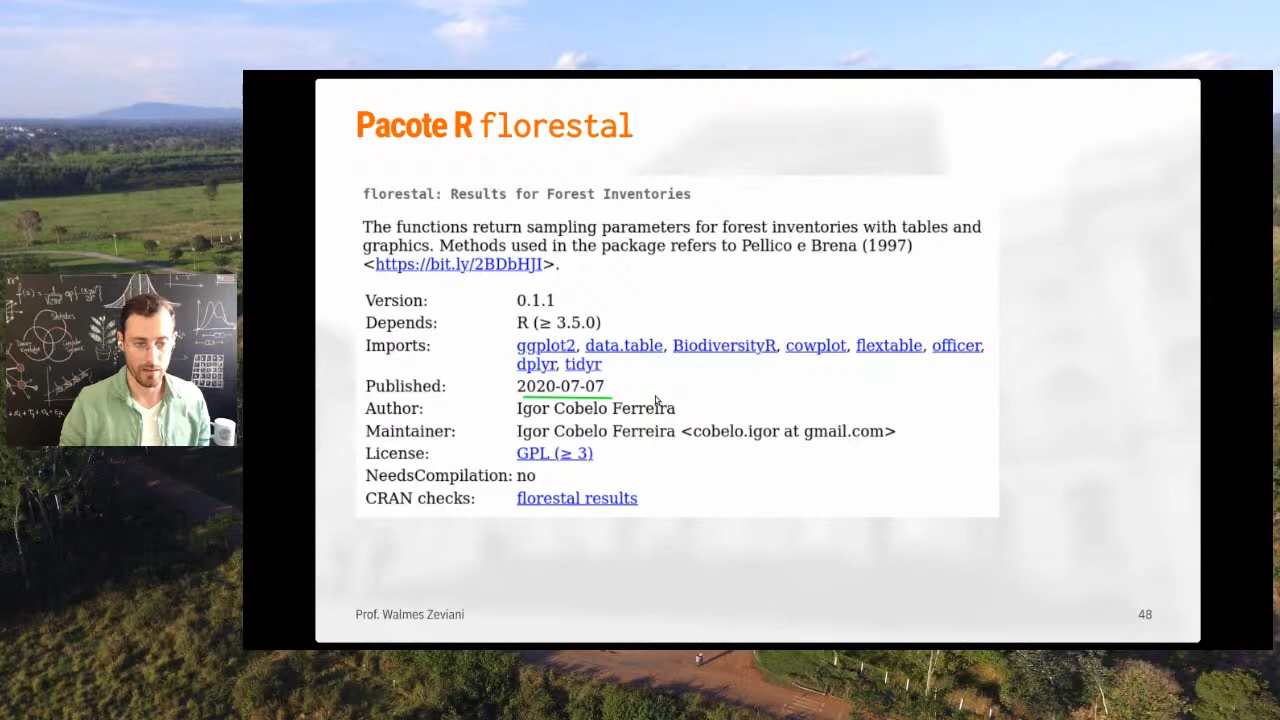 Pacote R florestal
florestal: Results for Forest Inventories
The functions return sampling parameters for forest inventories with tables and
graphics. Methods used in the package refers to Pellico e Brena (1997)
<https://bit.ly/2BDbHJI>.
Version: 0.1.1
Depends: R (≥ 3.5.0)
Imports: ggplot2, data.table, BiodiversityR, cowplot, flextable, officer,
dplyr, tidyr
Published: 2020-07-07
Author: Igor Cobelo Ferreira
Maintainer: Igor Cobelo Ferreira <cobelo.igor at gmail.com>
License: GPL (≥ 3)
NeedsCompilation: no
CRAN checks: florestal results
Prof. Walmes Zeviani
48
Statistics